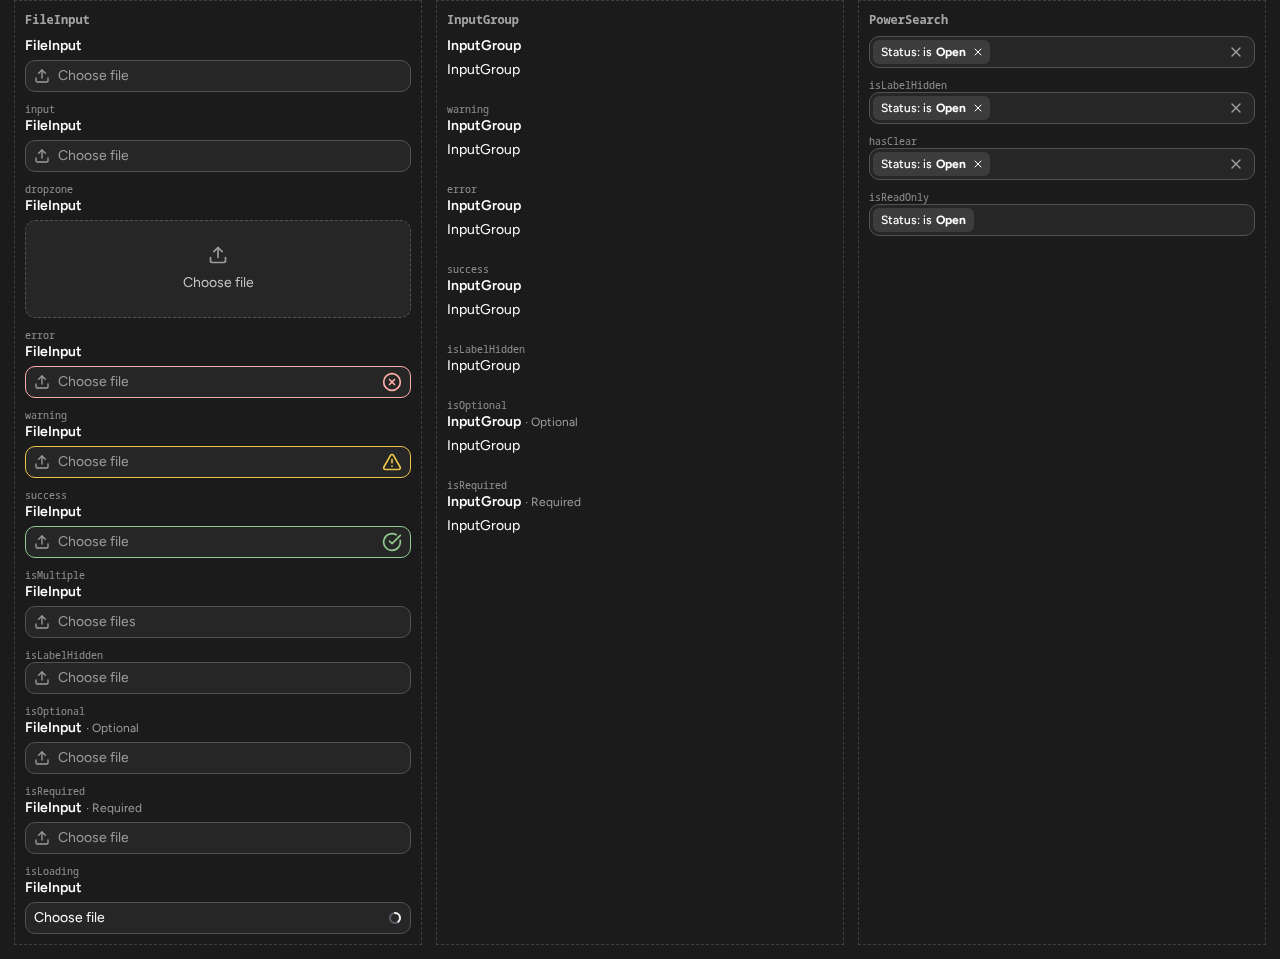 FileInput
FileInput
Choose file
input
FileInput
Choose file
dropzone
FileInput
Choose file
error
FileInput
Choose file
warning
FileInput
Choose file
success
FileInput
Choose file
isMultiple
FileInput
Choose files
isLabelHidden
Choose file
isOptional
FileInput · Optional
Choose file
isRequired
FileInput · Required
Choose file
isLoading
FileInput
Choose file
InputGroup
InputGroup
InputGroup
warning
InputGroup
InputGroup
error
InputGroup
InputGroup
success
InputGroup
InputGroup
isLabelHidden
InputGroup
isOptional
InputGroup · Optional
InputGroup
isRequired
InputGroup · Required
InputGroup
PowerSearch
Status: is Open
isLabelHidden
Status: is Open
hasClear
Status: is Open
isReadOnly
Status: is Open